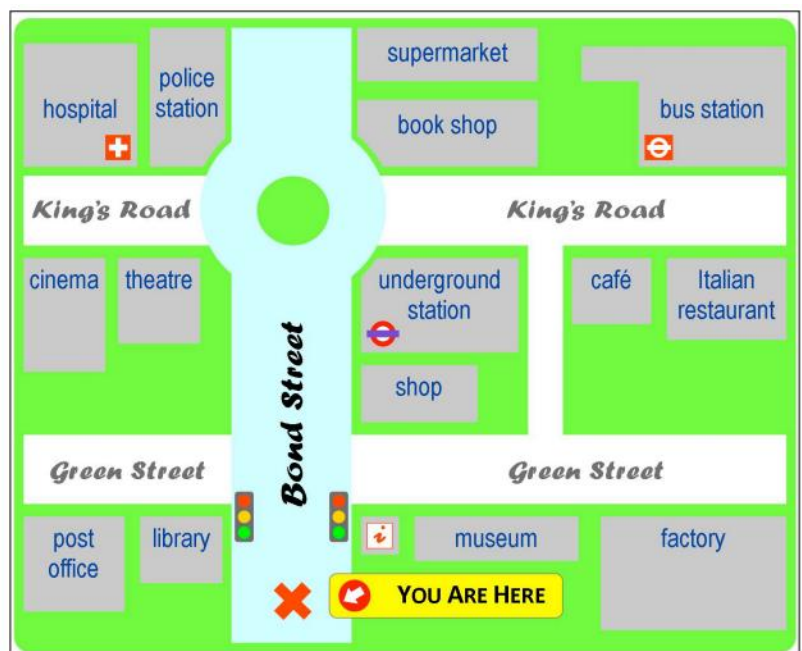 supermarket
police
station
hospital
book shop
bus station
King's Road
King's Road
cinema
theatre
underground
station
café
Italian
restaurant
shop
Bond Street
Green Street
Green Street
post
office
library
i
museum
factory
YOU ARE HERE